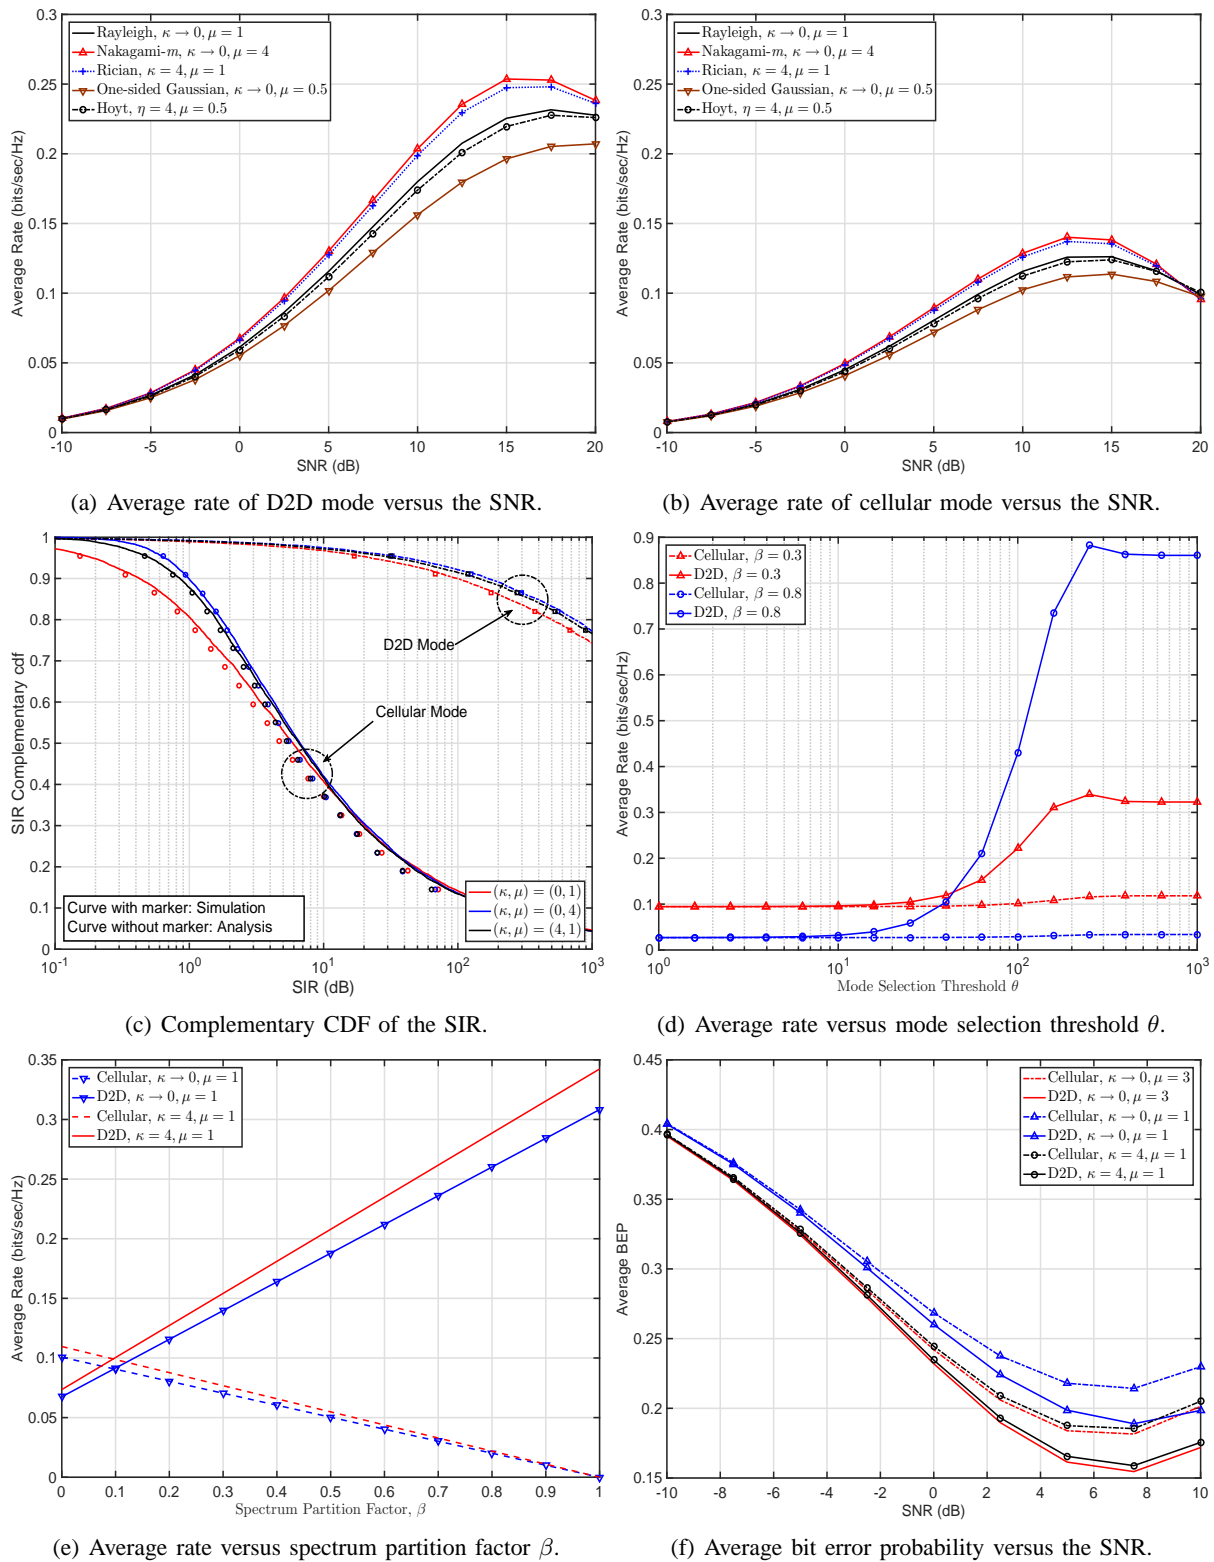 Average Rate (bits/sec/Hz)
0.3
0.25
0.2
0.15
0.1
0.05
0
Rayleigh, κ → 0, μ = 1
Nakagami-m, κ → 0, μ = 4
Rician, κ = 4, μ = 1
One-sided Gaussian, κ → 0, μ = 0.5
Hoyt, η = 4, μ = 0.5
-10 -5 0 5 10 15 20
SNR (dB)
(a) Average rate of D2D mode versus the SNR.
Average Rate (bits/sec/Hz)
0.3
0.25
0.2
0.15
0.1
0.05
0
Rayleigh, κ → 0, μ = 1
Nakagami-m, κ → 0, μ = 4
Rician, κ = 4, μ = 1
One-sided Gaussian, κ → 0, μ = 0.5
Hoyt, η = 4, μ = 0.5
-10 -5 0 5 10 15 20
SNR (dB)
(b) Average rate of cellular mode versus the SNR.
SIR Complementary cdf
1
0.9
0.8
0.7
0.6
0.5
0.4
0.3
0.2
0.1
0
D2D Mode
Cellular Mode
Curve with marker: Simulation
Curve without marker: Analysis
(κ, μ) = (0, 1)
(κ, μ) = (0, 4)
(κ, μ) = (4, 1)
10⁻¹ 10⁰ 10¹ 10² 10³
SIR (dB)
(c) Complementary CDF of the SIR.
Average Rate (bits/sec/Hz)
0.9
0.8
0.7
0.6
0.5
0.4
0.3
0.2
0.1
0
Cellular, β = 0.3
D2D, β = 0.3
Cellular, β = 0.8
D2D, β = 0.8
10⁰ 10¹ 10² 10³
Mode Selection Threshold θ
(d) Average rate versus mode selection threshold θ.
Average Rate (bits/sec/Hz)
0.35
0.3
0.25
0.2
0.15
0.1
0.05
0
Cellular, κ → 0, μ = 1
D2D, κ → 0, μ = 1
Cellular, κ = 4, μ = 1
D2D, κ = 4, μ = 1
0 0.1 0.2 0.3 0.4 0.5 0.6 0.7 0.8 0.9 1
Spectrum Partition Factor, β
(e) Average rate versus spectrum partition factor β.
Average BEP
0.45
0.4
0.35
0.3
0.25
0.2
0.15
Cellular, κ → 0, μ = 3
D2D, κ → 0, μ = 3
Cellular, κ → 0, μ = 1
D2D, κ → 0, μ = 1
Cellular, κ = 4, μ = 1
D2D, κ = 4, μ = 1
-10 -8 -6 -4 -2 0 2 4 6 8 10
SNR (dB)
(f) Average bit error probability versus the SNR.